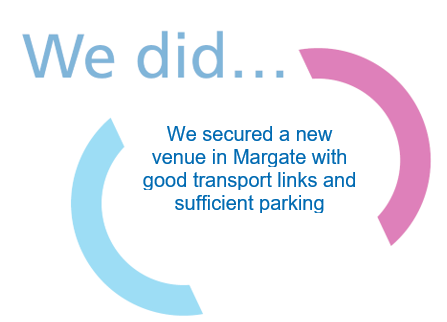 We did...
We secured a new
venue in Margate with
good transport links and
sufficient parking